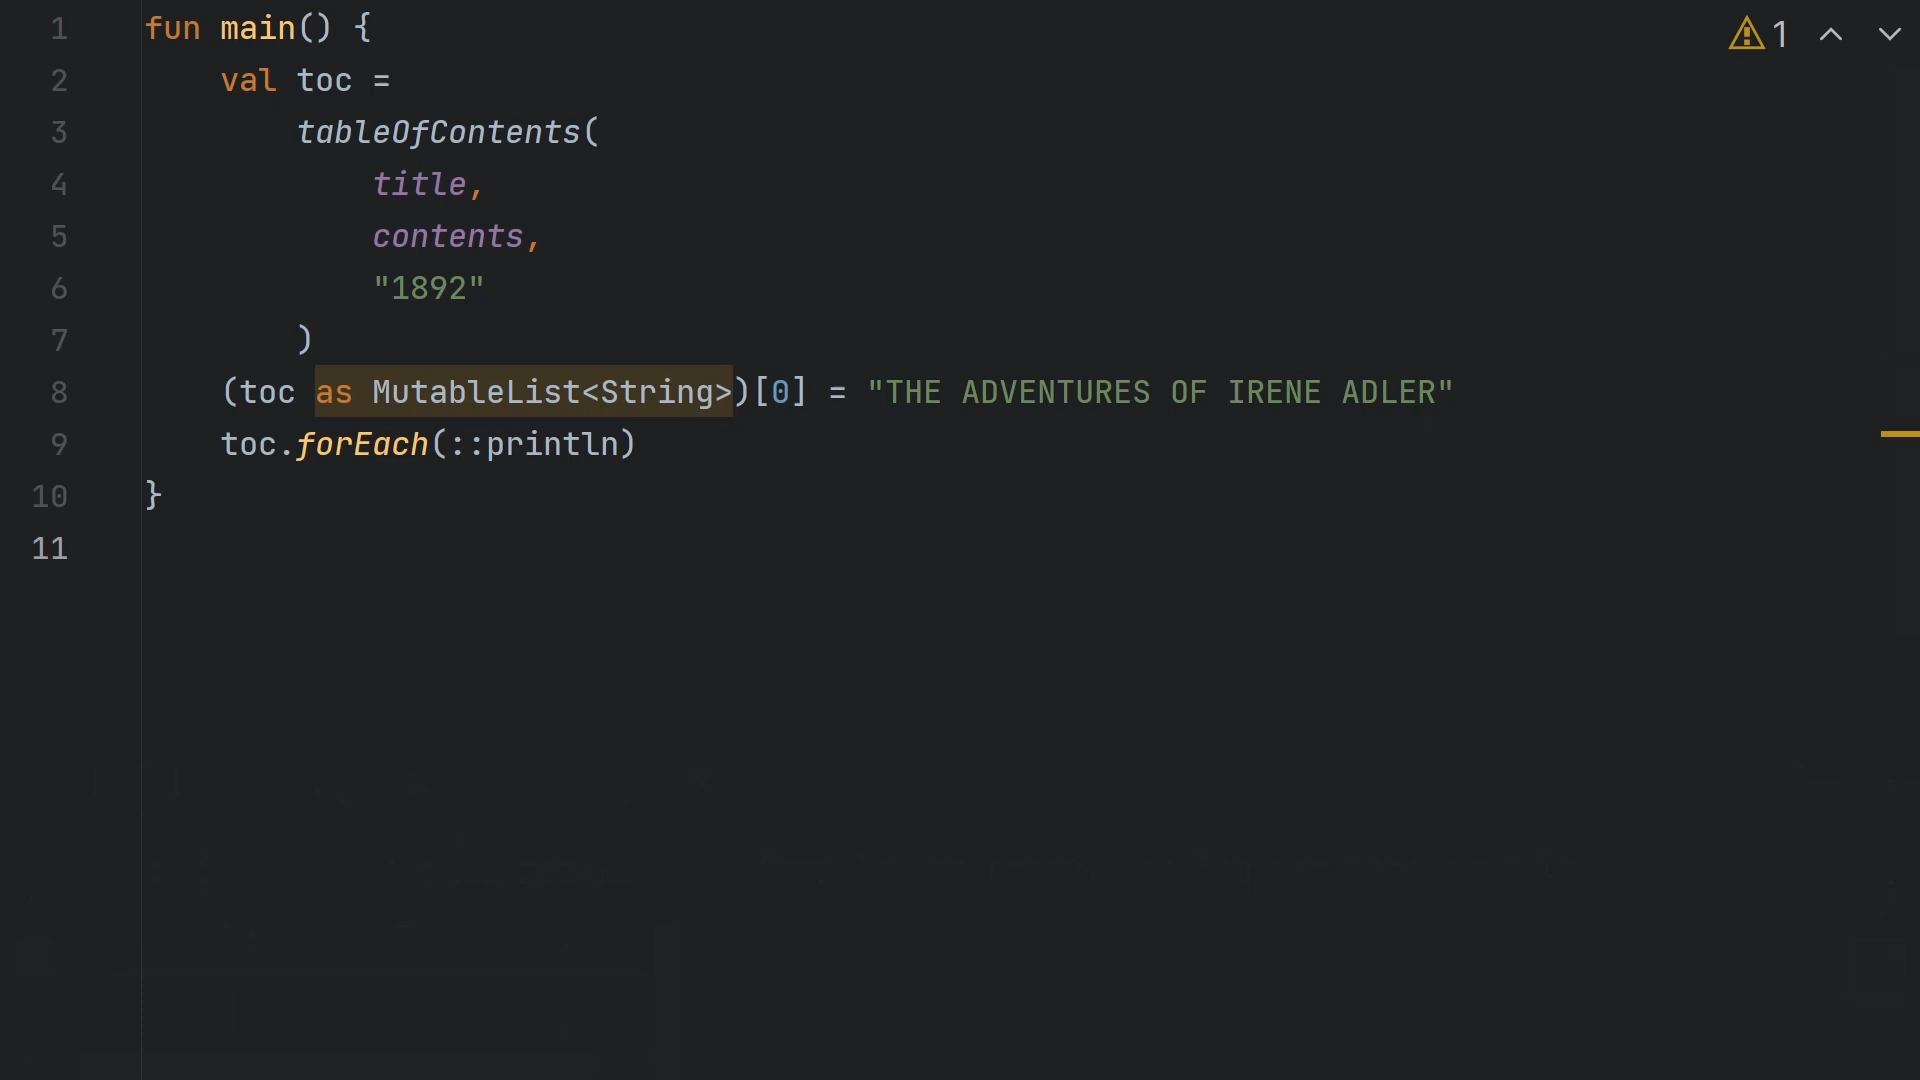 1 fun main() { 1
2     val toc =
3         tableOfContents(
4             title,
5             contents,
6             "1892"
7         )
8     (toc as MutableList<String>)[0] = "THE ADVENTURES OF IRENE ADLER"
9     toc.forEach(::println)
10 }
11